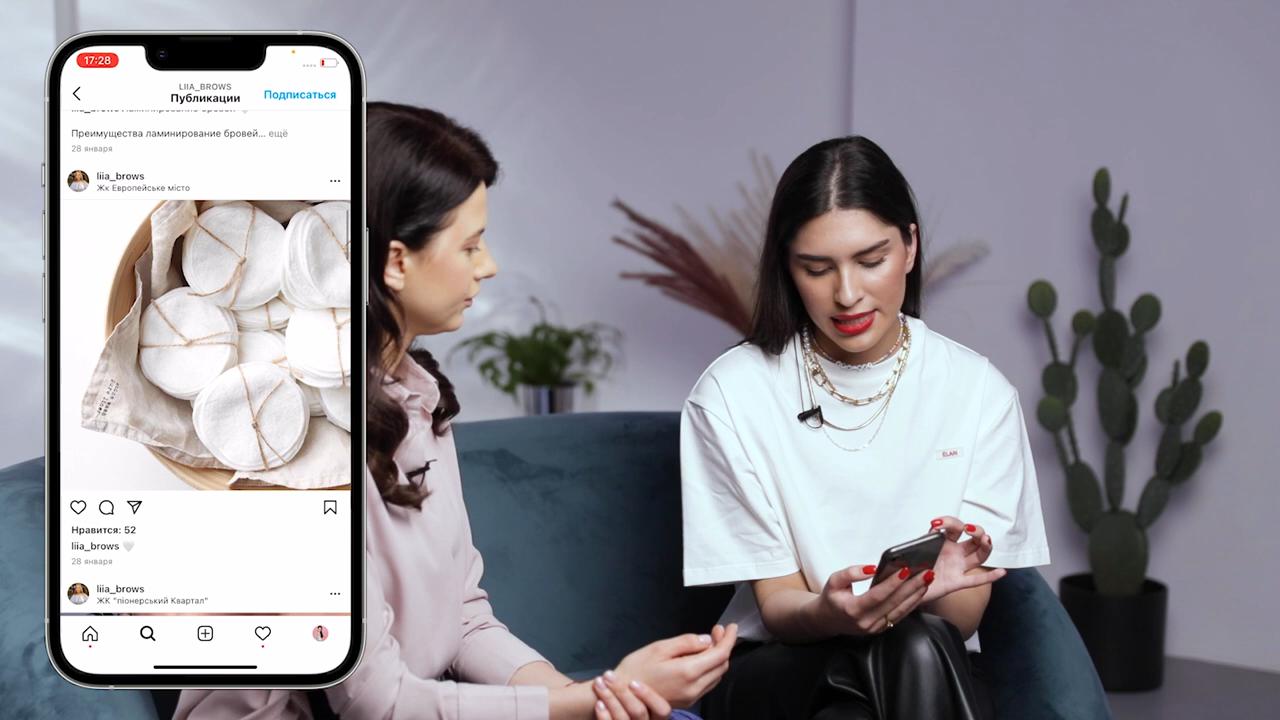 17:28
LIIA_BROWS
Публикации
Подписаться
Преимущества ламинирование бровей... ещё
28 января
liia_brows
Жк Европейське місто
Нравится: 52
liia_brows 🤍
28 января
liia_brows
ЖК "піонерський Квартал"
ÉLAN